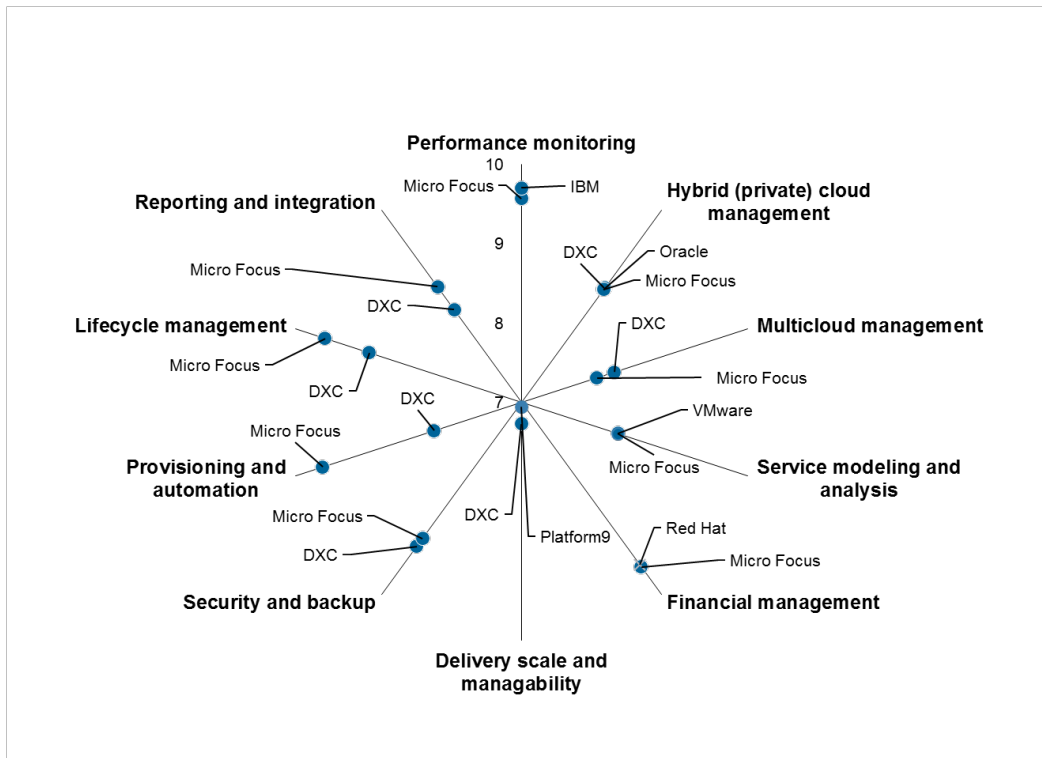 Performance monitoring
10
Micro Focus
IBM
Reporting and integration
Hybrid (private) cloud
management
9
DXC
Oracle
Micro Focus
Micro Focus
DXC
8
DXC
Lifecycle management
Multicloud management
Micro Focus
DXC
Micro Focus
7
DXC
VMware
Micro Focus
Micro Focus
Provisioning and
automation
Service modeling and
analysis
Micro Focus
DXC
DXC
Platform9
Red Hat
Micro Focus
Security and backup
Financial management
Delivery scale and
managability